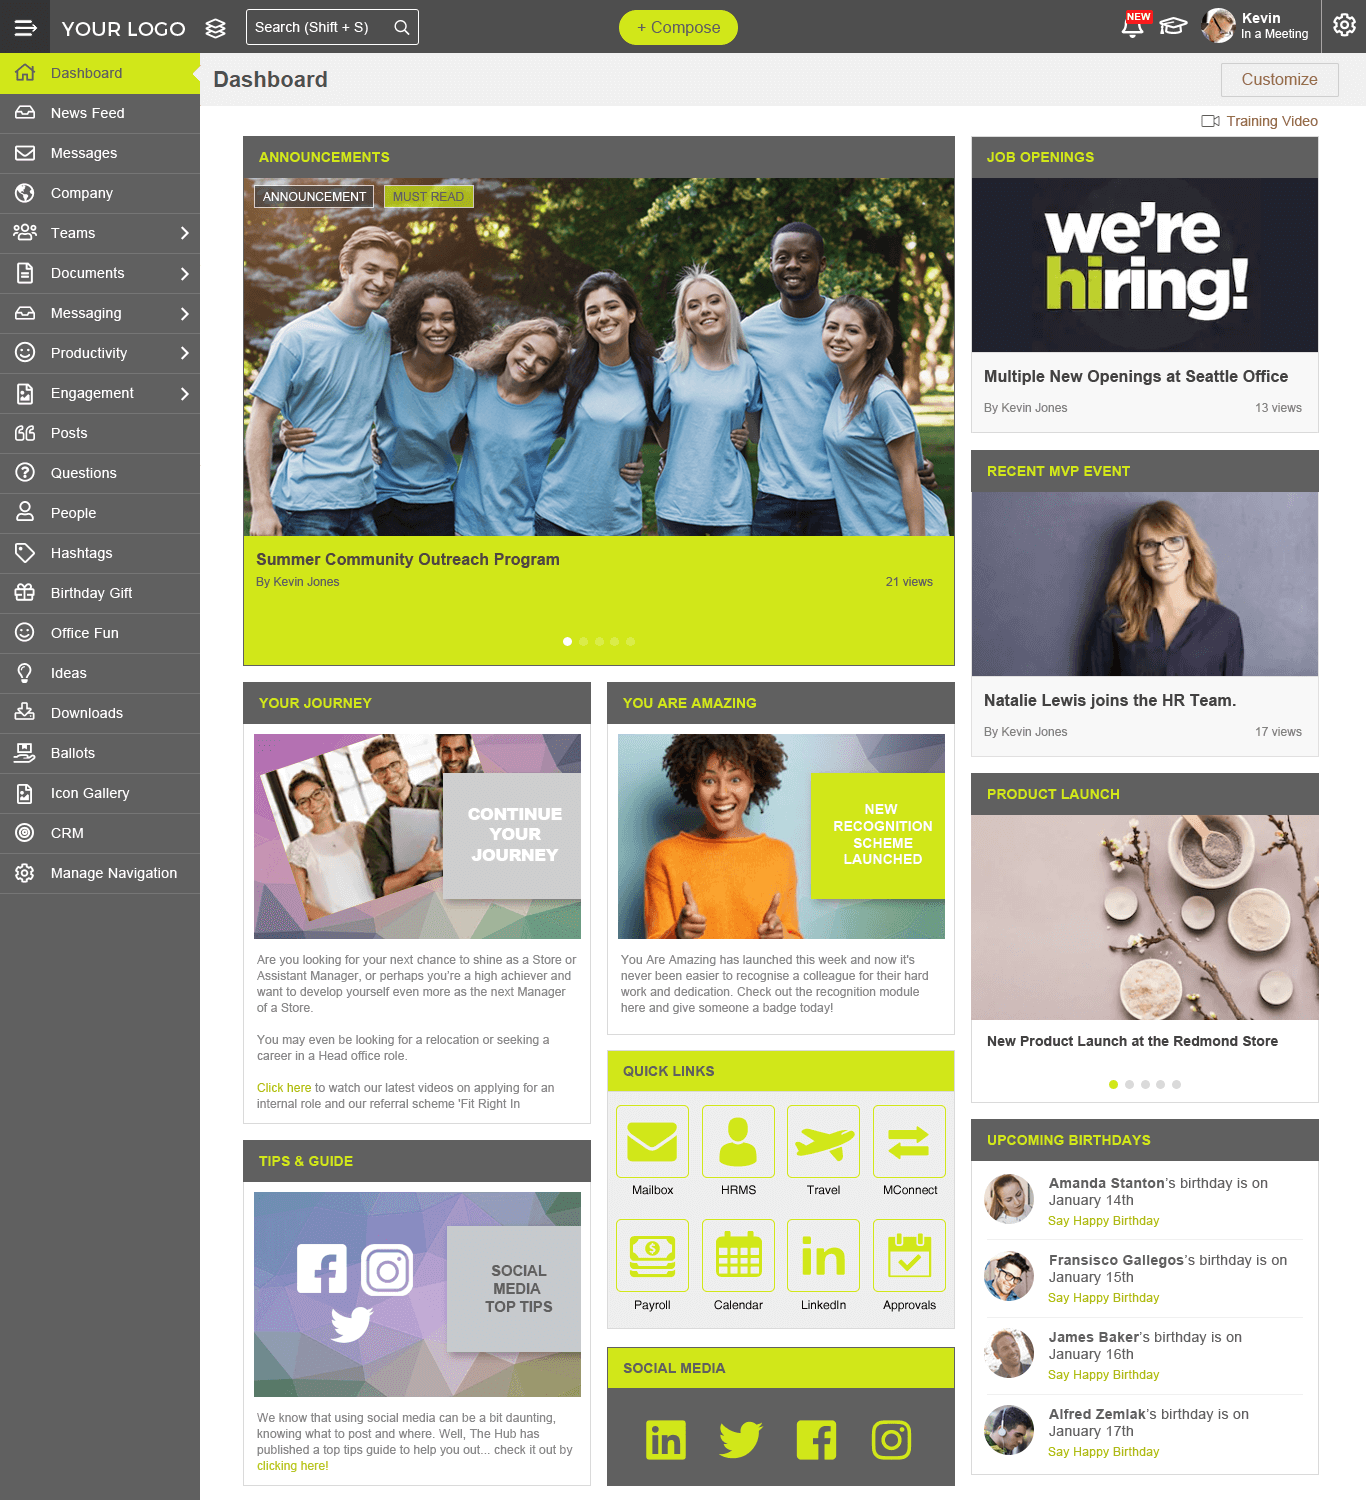 YOUR LOGO
Search (Shift + S)
+ Compose
NEW
Kevin
In a Meeting
Dashboard
News Feed
Messages
Company
Teams
Documents
Messaging
Productivity
Engagement
Posts
Questions
People
Hashtags
Birthday Gift
Office Fun
Ideas
Downloads
Ballots
Icon Gallery
CRM
Manage Navigation
Dashboard
Customize
Training Video
ANNOUNCEMENTS
ANNOUNCEMENT
MUST READ
Summer Community Outreach Program
By Kevin Jones
21 views
YOUR JOURNEY
CONTINUE
YOUR
JOURNEY
Are you looking for your next chance to shine as a Store or
Assistant Manager, or perhaps you're a high achiever and
want to develop yourself even more as the next Manager
of a Store.
You may even be looking for a relocation or seeking a
career in a Head office role.
Click here to watch our latest videos on applying for an
internal role and our referral scheme 'Fit Right In
TIPS & GUIDE
SOCIAL
MEDIA
TOP TIPS
We know that using social media can be a bit daunting,
knowing what to post and where. Well, The Hub has
published a top tips guide to help you out... check it out by
clicking here!
YOU ARE AMAZING
NEW
RECOGNITION
SCHEME
LAUNCHED
You Are Amazing has launched this week and now it's
never been easier to recognise a colleague for their hard
work and dedication. Check out the recognition module
here and give someone a badge today!
QUICK LINKS
Mailbox
HRMS
Travel
MConnect
$
in
Payroll
Calendar
LinkedIn
Approvals
SOCIAL MEDIA
in
JOB OPENINGS
we're
hiring!
Multiple New Openings at Seattle Office
By Kevin Jones
13 views
RECENT MVP EVENT
Natalie Lewis joins the HR Team.
By Kevin Jones
17 views
PRODUCT LAUNCH
New Product Launch at the Redmond Store
UPCOMING BIRTHDAYS
Amanda Stanton's birthday is on
January 14th
Say Happy Birthday
Fransisco Gallegos's birthday is on
January 15th
Say Happy Birthday
James Baker's birthday is on
January 16th
Say Happy Birthday
Alfred Zemlak's birthday is on
January 17th
Say Happy Birthday